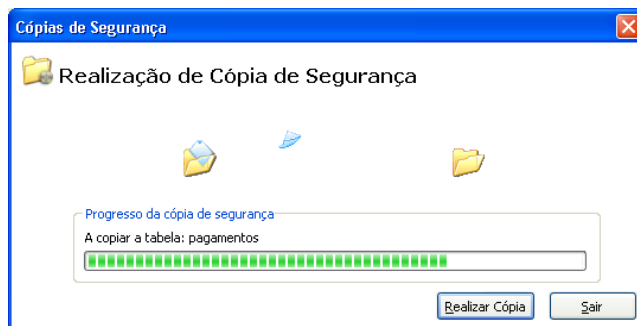 Cópias de Segurança
Realização de Cópia de Segurança
Progresso da cópia de segurança
A copiar a tabela: pagamentos
Realizar Cópia
Sair